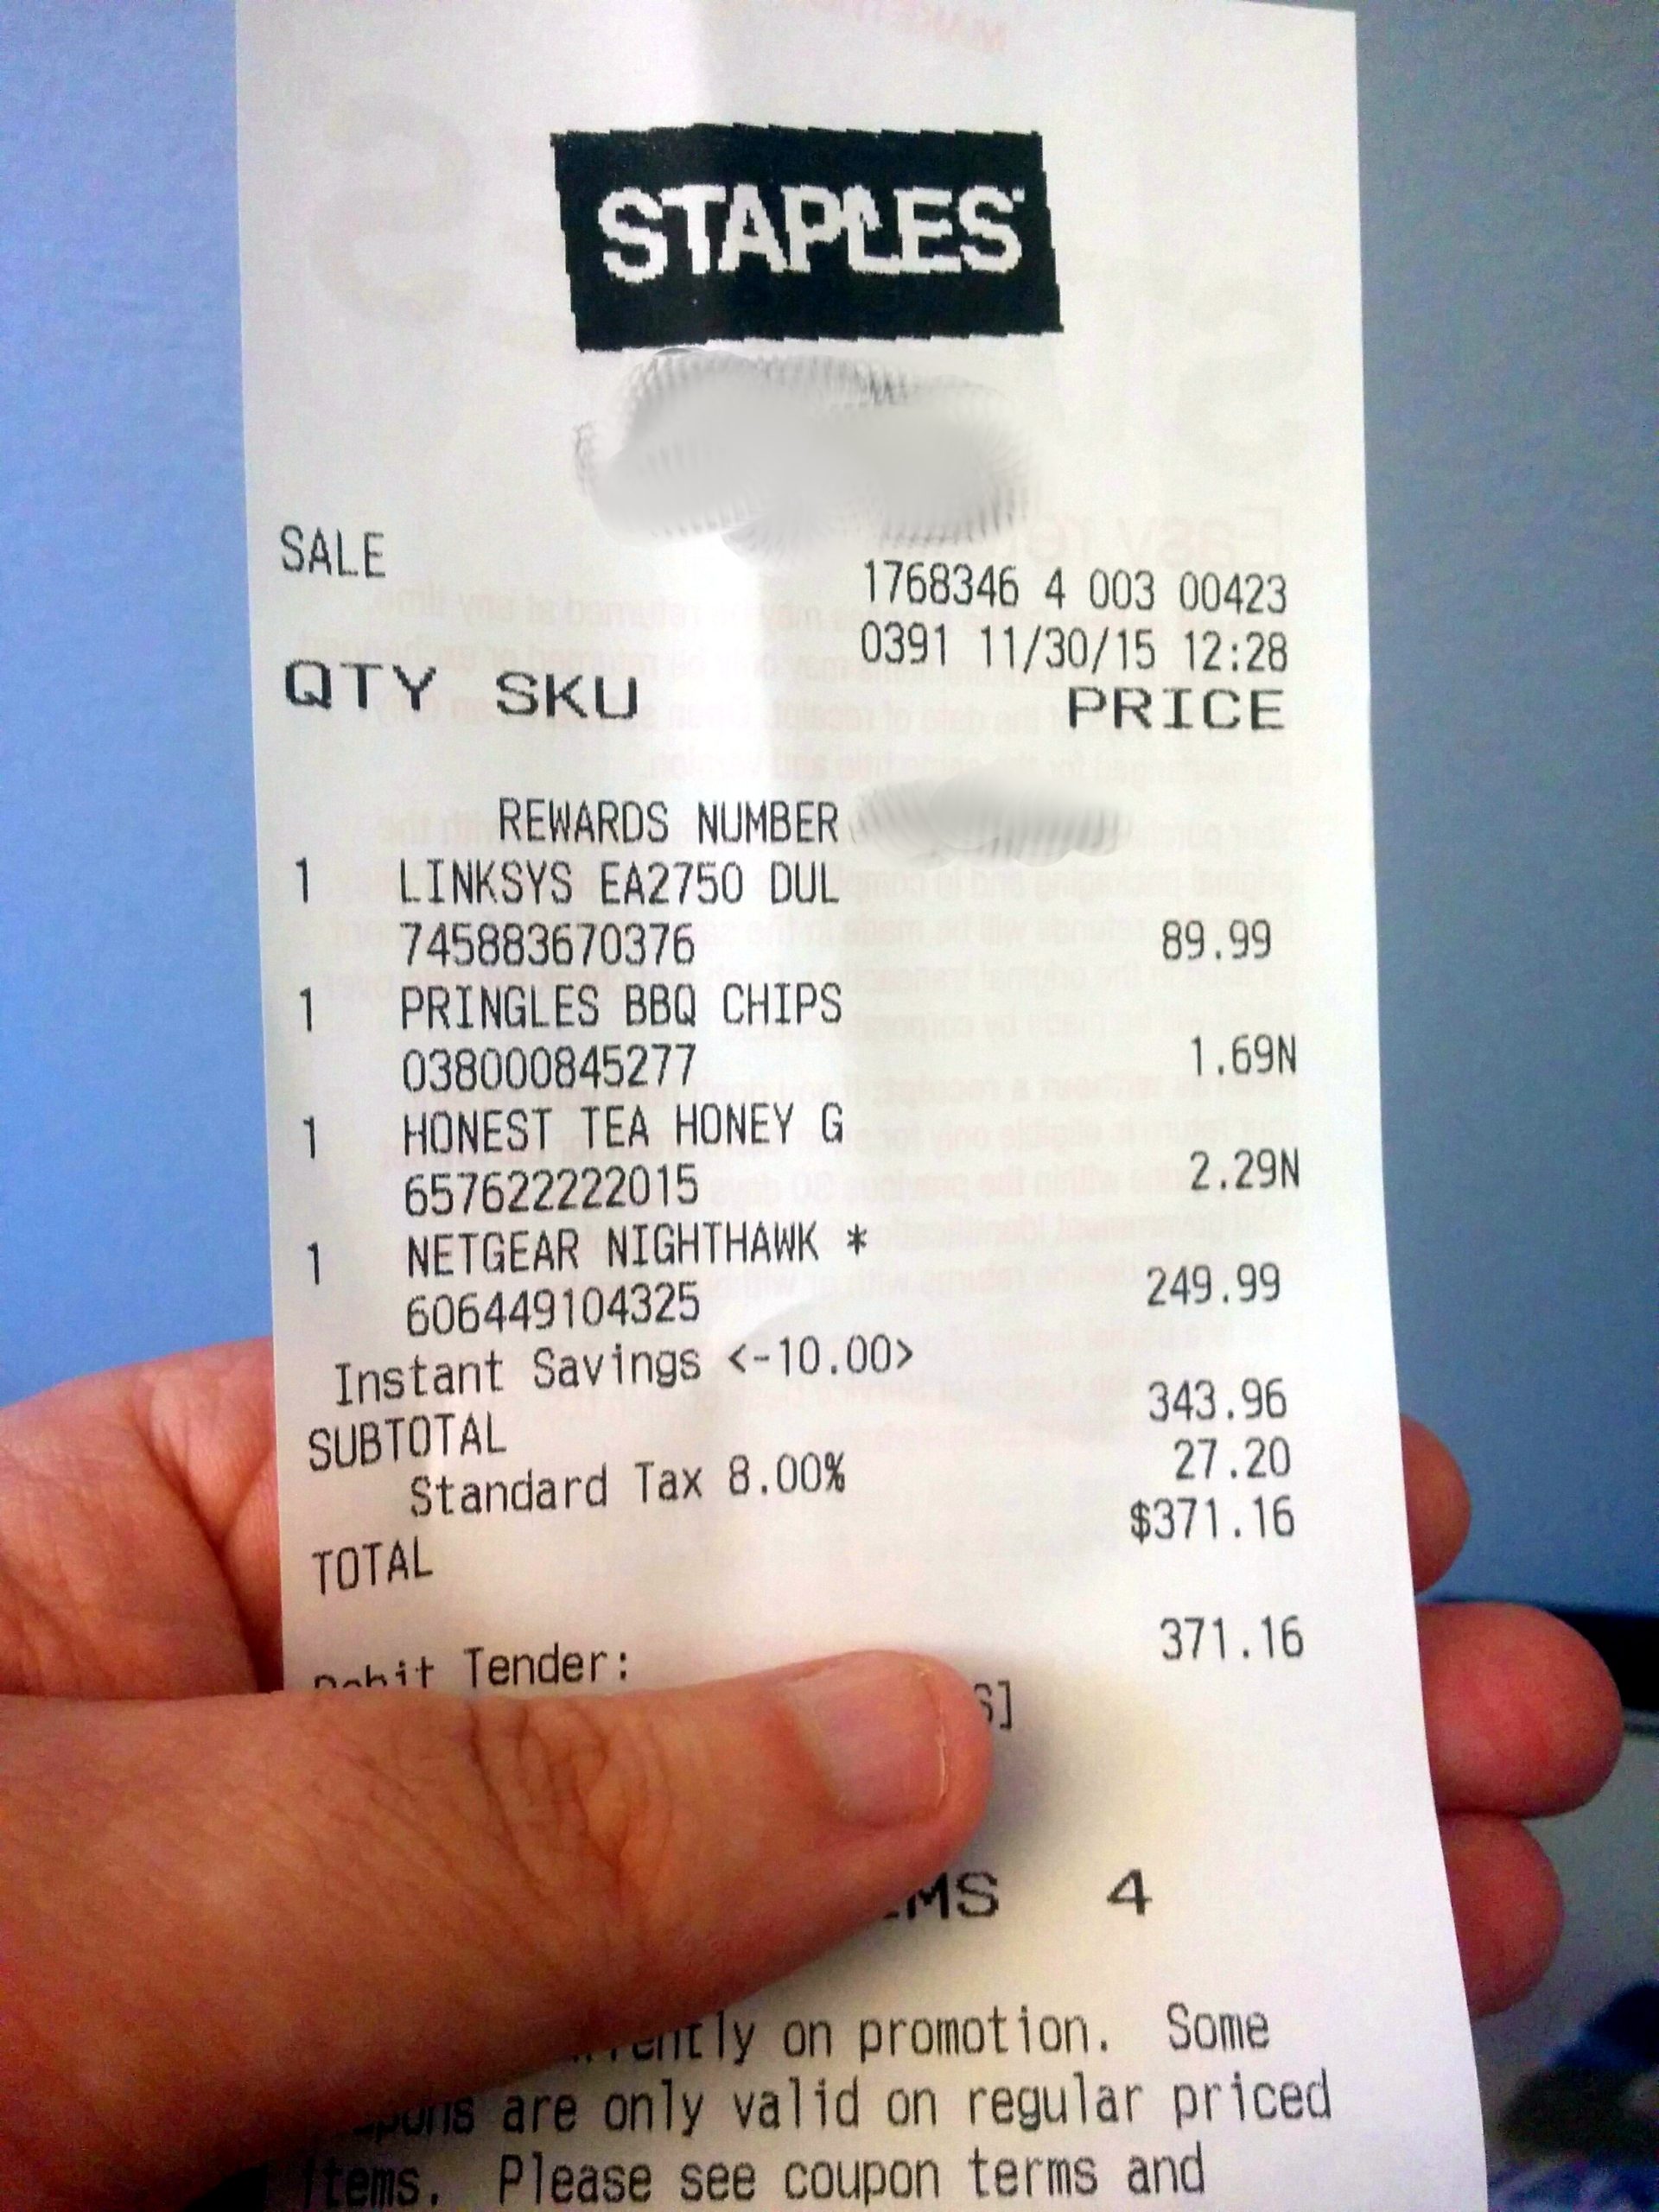 STAPLES
SALE
1768346 4 003 00423
0391 11/30/15 12:28
QTY SKU PRICE
REWARDS NUMBER
1 LINKSYS EA2750 DUL
745883670376 89.99
1 PRINGLES BBQ CHIPS
038000845277 1.69N
1 HONEST TEA HONEY G
657622222015 2.29N
1 NETGEAR NIGHTHAWK *
606449104325 249.99
Instant Savings <-10.00>
SUBTOTAL 343.96
Standard Tax 8.00% 27.20
TOTAL $371.16
Debit Tender: 371.16
S]
MS 4
on promotion. Some
are only valid on regular priced
items. Please see coupon terms and